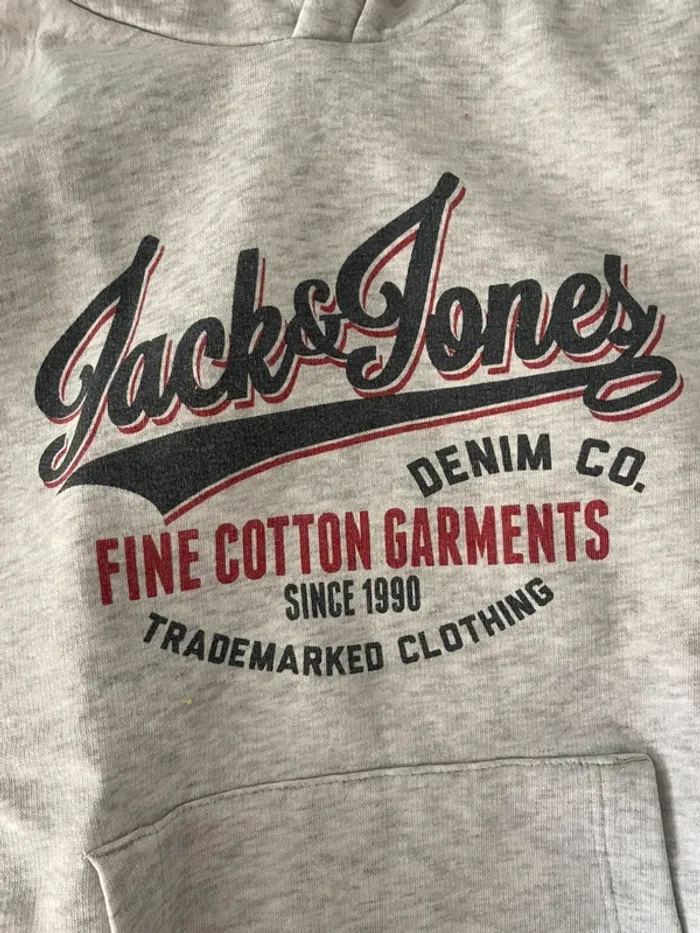 Jack&Jones
DENIM CO.
FINE COTTON GARMENTS
SINCE 1990
TRADEMARKED CLOTHING